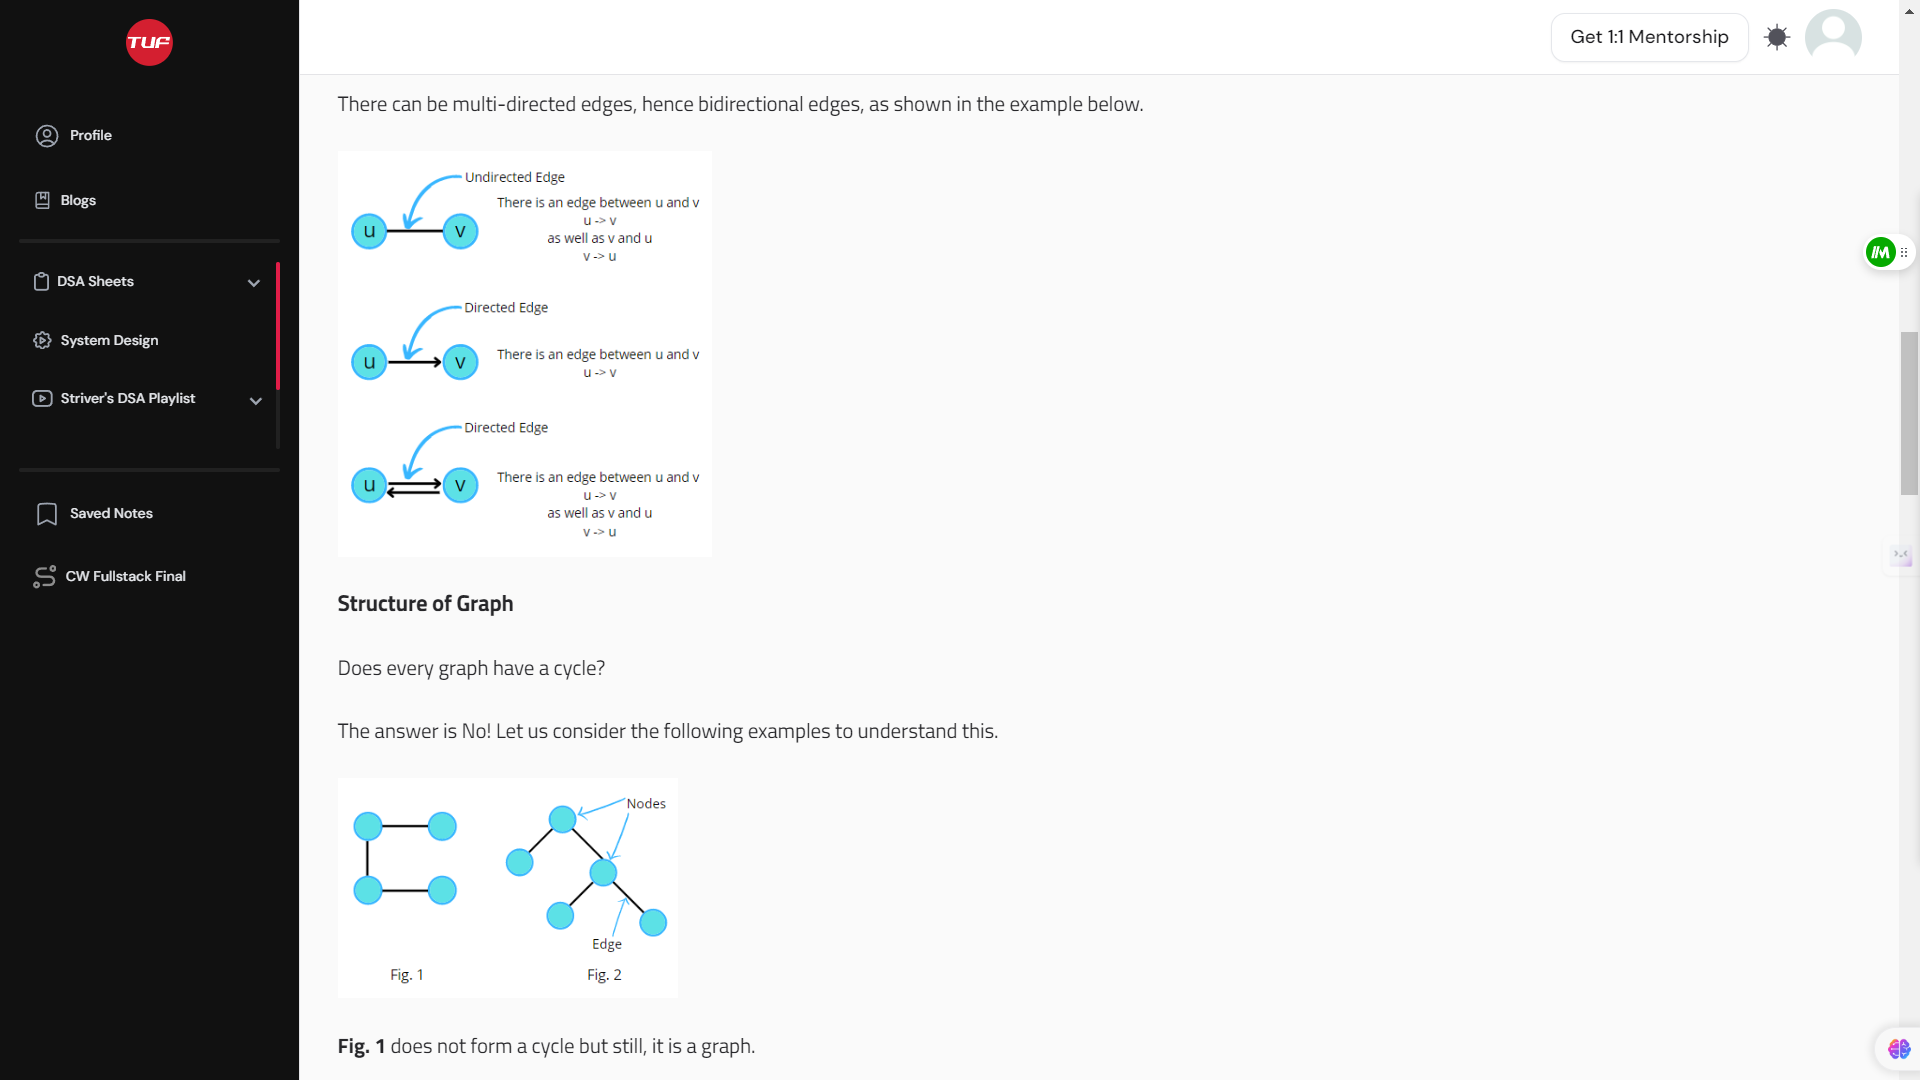 TUF
Get 1:1 Mentorship
Profile
Blogs
DSA Sheets
System Design
Striver's DSA Playlist
Saved Notes
CW Fullstack Final
There can be multi-directed edges, hence bidirectional edges, as shown in the example below.
Undirected Edge
There is an edge between u and v
u -> v
u
v
as well as v and u
v -> u
Directed Edge
There is an edge between u and v
u
v
u -> v
Directed Edge
There is an edge between u and v
u
v
u -> v
as well as v and u
v -> u
Structure of Graph
Does every graph have a cycle?
The answer is No! Let us consider the following examples to understand this.
Nodes
Edge
Fig. 1
Fig. 2
Fig. 1 does not form a cycle but still, it is a graph.